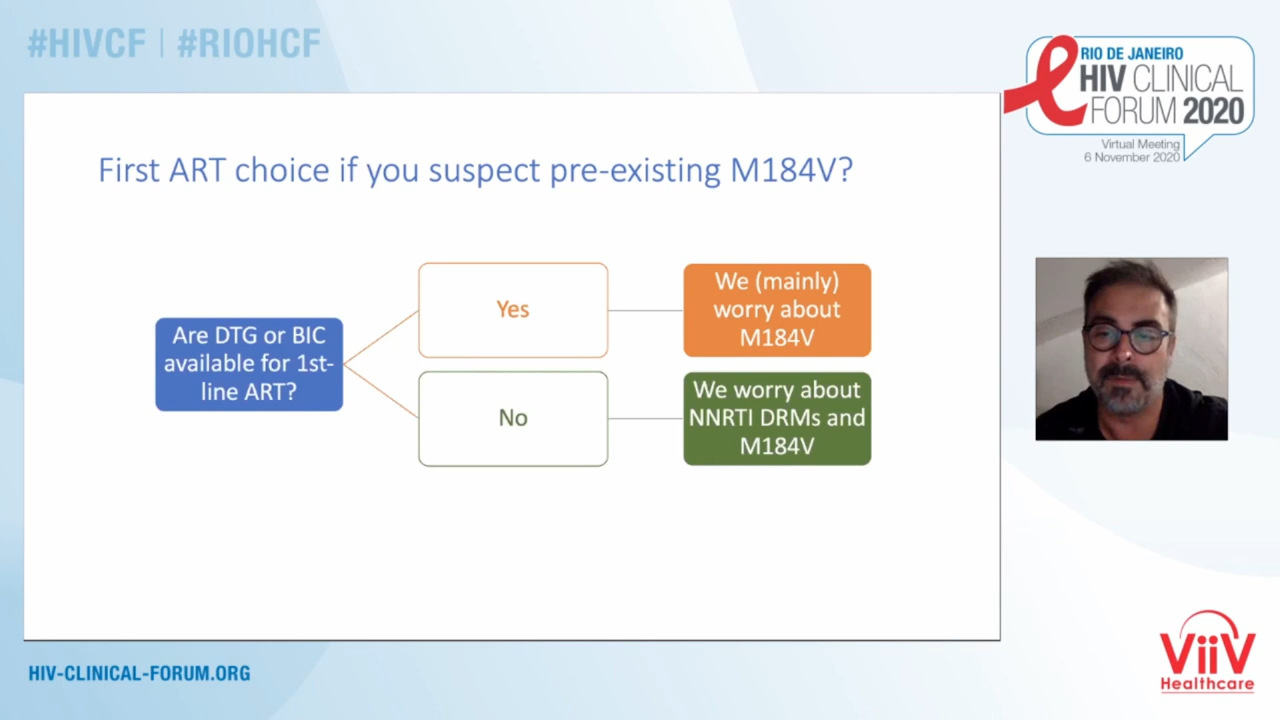 #HIVCF | #RIOHCF
RIO DE JANEIRO
HIV CLINICAL
FORUM 2020
Virtual Meeting
6 November 2020
First ART choice if you suspect pre-existing M184V?
Are DTG or BIC
available for 1st-
line ART?
Yes
We (mainly)
worry about
M184V
No
We worry about
NNRTI DRMs and
M184V
HIV-CLINICAL-FORUM.ORG
ViiV
Healthcare